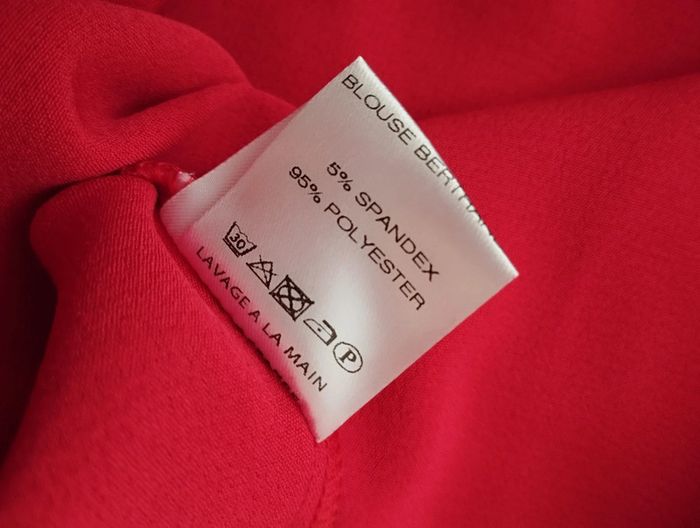 BLOUSE
5% SPANDEX
95% POLYESTER
30 P
LAVAGE A LA MAIN